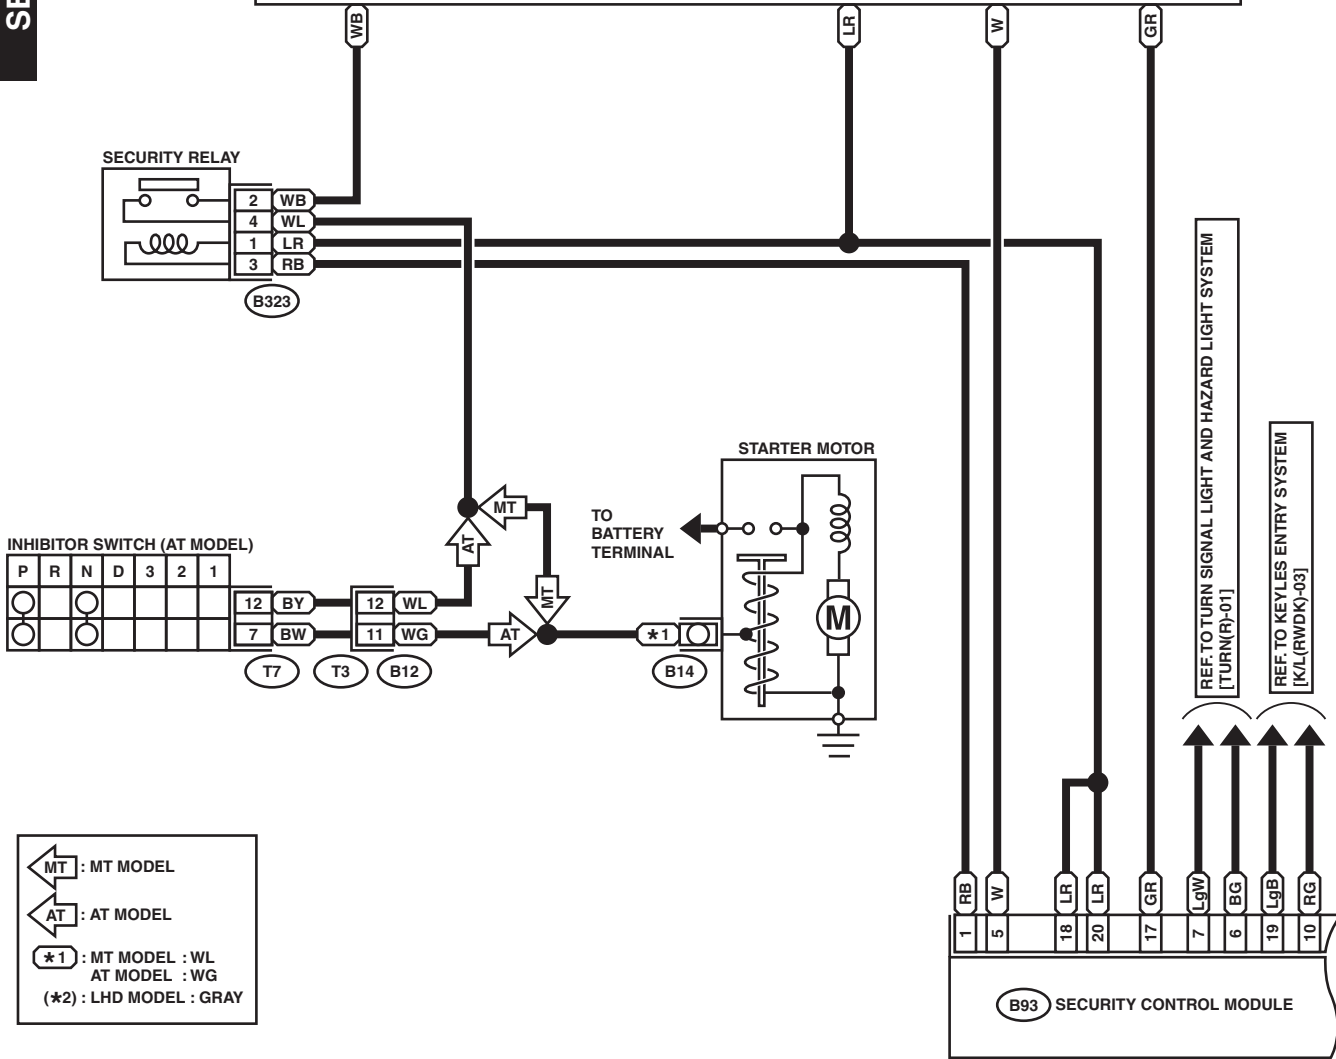 SE
WB
LR
W
GR
SECURITY RELAY
2 WB
4 WL
1 LR
3 RB
B323
REF. TO TURN SIGNAL LIGHT AND HAZARD LIGHT SYSTEM
[TURN(R)-01]
REF. TO KEYLES ENTRY SYSTEM
[K/L(RWDK)-03]
STARTER MOTOR
TO
BATTERY
TERMINAL
M
MT
AT
MT
AT
INHIBITOR SWITCH (AT MODEL)
P R N D 3 2 1
12 BY 12 WL
7 BW 11 WG
T7 T3 B12
*1
B14
MT : MT MODEL
AT : AT MODEL
*1 : MT MODEL : WL
AT MODEL : WG
(*2) : LHD MODEL : GRAY
RB W LR LR GR LgW BG LgB RG
1 5 18 20 17 7 6 19 10
B93 SECURITY CONTROL MODULE